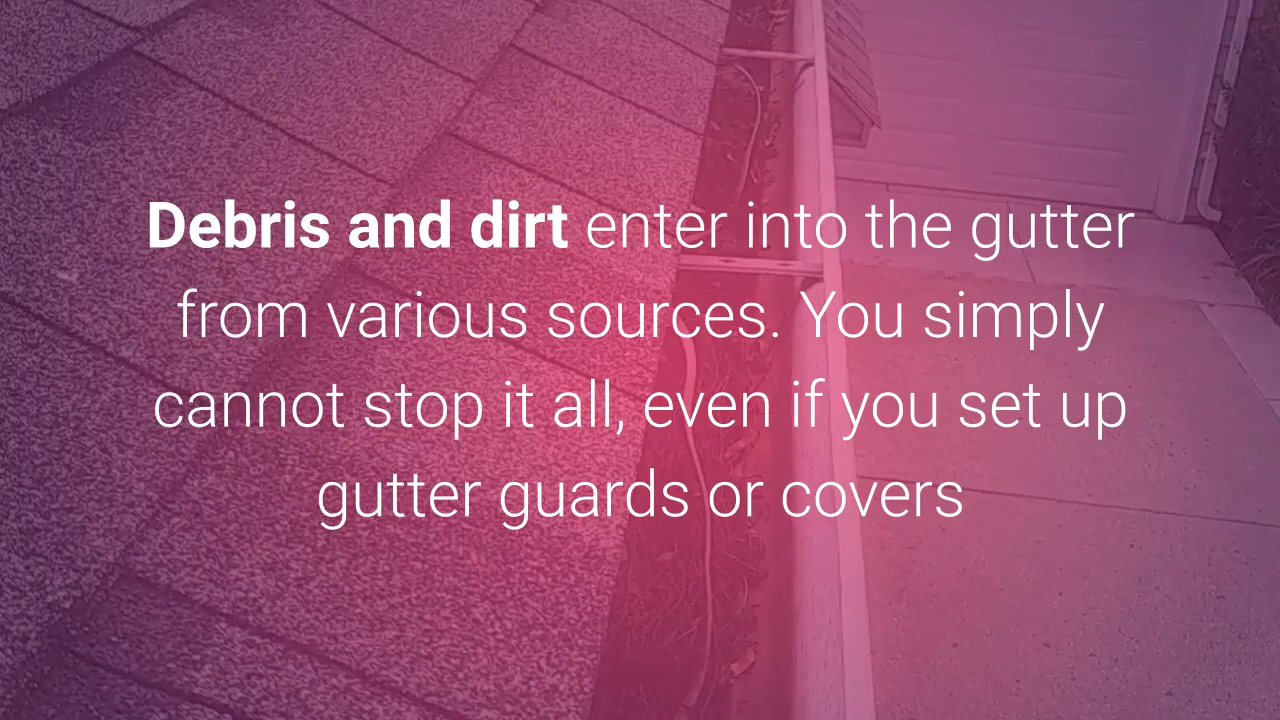 Debris and dirt enter into the gutter
from various sources. You simply
cannot stop it all, even if you set up
gutter guards or covers